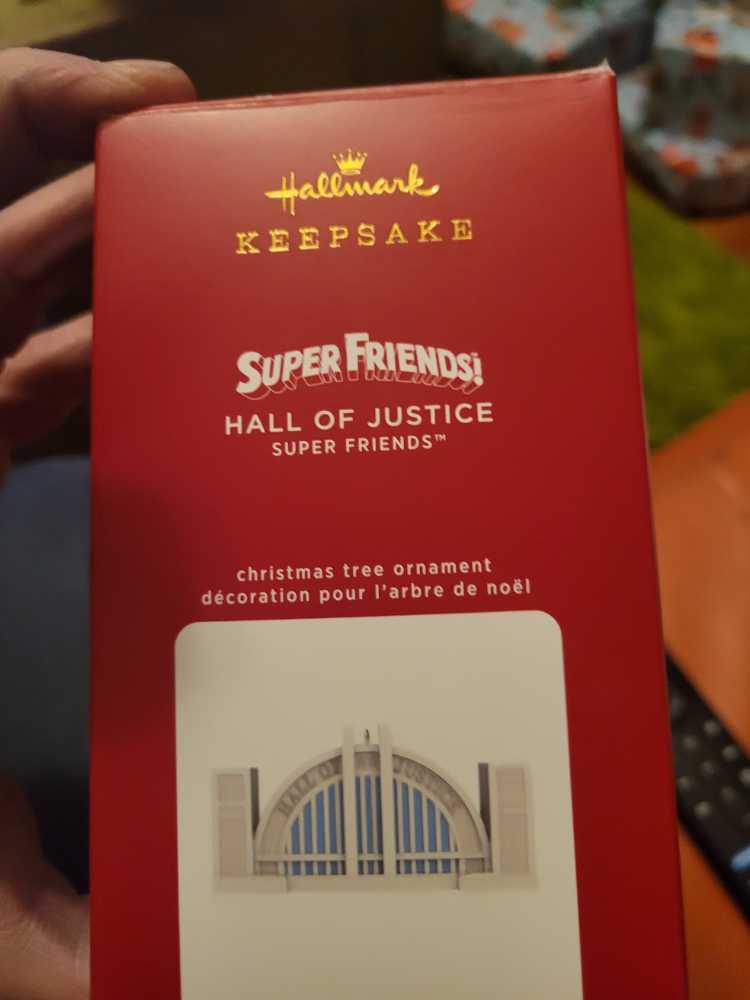 Hallmark
KEEPSAKE
SUPER FRIENDS!
HALL OF JUSTICE
SUPER FRIENDS™
christmas tree ornament
décoration pour l'arbre de noël
HALL OF JUSTICE